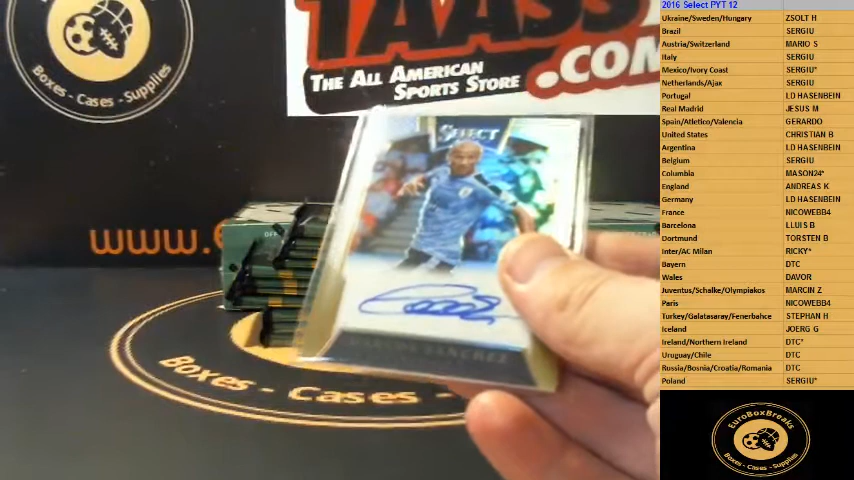 Boxes - Cases - Supplies
TAASS
THE ALL AMERICAN
SPORTS STORE
.COM
www.e
SELECT
Boxes - Cases -
2016 Select PYT 12
Ukraine/Sweden/Hungary ZSOLT H
Brazil SERGIU
Austria/Switzerland MARIO S
Italy SERGIU
Mexico/Ivory Coast SERGIU*
Netherlands/Ajax SERGIU
Portugal LD HASENBEIN
Real Madrid JESUS M
Spain/Atletico/Valencia GERARDO
United States CHRISTIAN B
Argentina LD HASENBEIN
Belgium SERGIU
Columbia MASON24*
England ANDREAS K
Germany LD HASENBEIN
France NICOWEBB4
Barcelona LLUIS B
Dortmund TORSTEN B
Inter/AC Milan RICKY*
Bayern DTC
Wales DAVOR
Juventus/Schalke/Olympiakos MARCIN Z
Paris NICOWEBB4
Turkey/Galatasaray/Fenerbahce STEPHAN H
Iceland JOERG G
Ireland/Northern Ireland DTC*
Uruguay/Chile DTC
Russia/Bosnia/Croatia/Romania DTC
Poland SERGIU*
EuroBoxBreaks
Boxes - Cases - Supplies